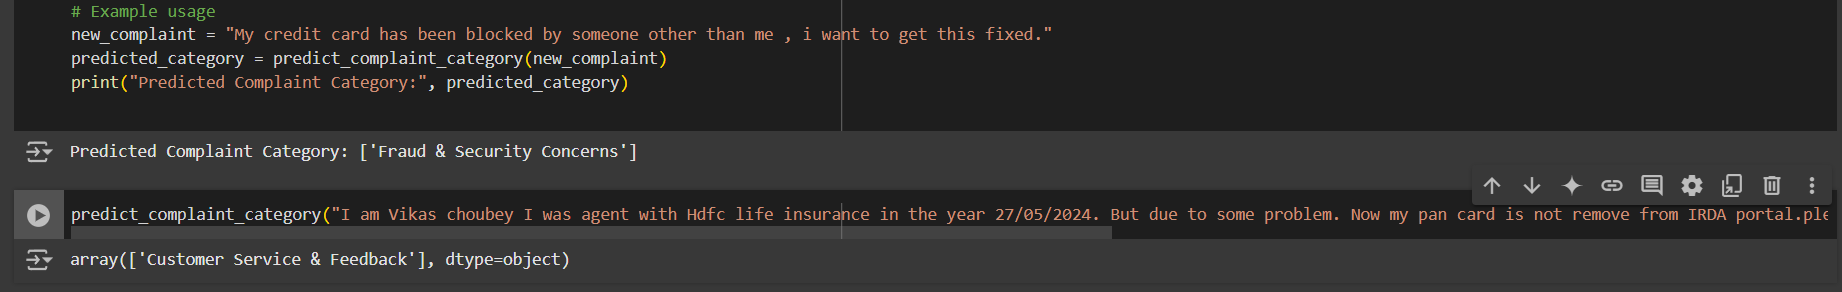 # Example usage
new_complaint = "My credit card has been blocked by someone other than me , i want to get this fixed."
predicted_category = predict_complaint_category(new_complaint)
print("Predicted Complaint Category:", predicted_category)
Predicted Complaint Category: ['Fraud & Security Concerns']
predict_complaint_category("I am Vikas choubey I was agent with Hdfc life insurance in the year 27/05/2024. But due to some problem. Now my pan card is not remove from IRDA portal.ple
array(['Customer Service & Feedback'], dtype=object)